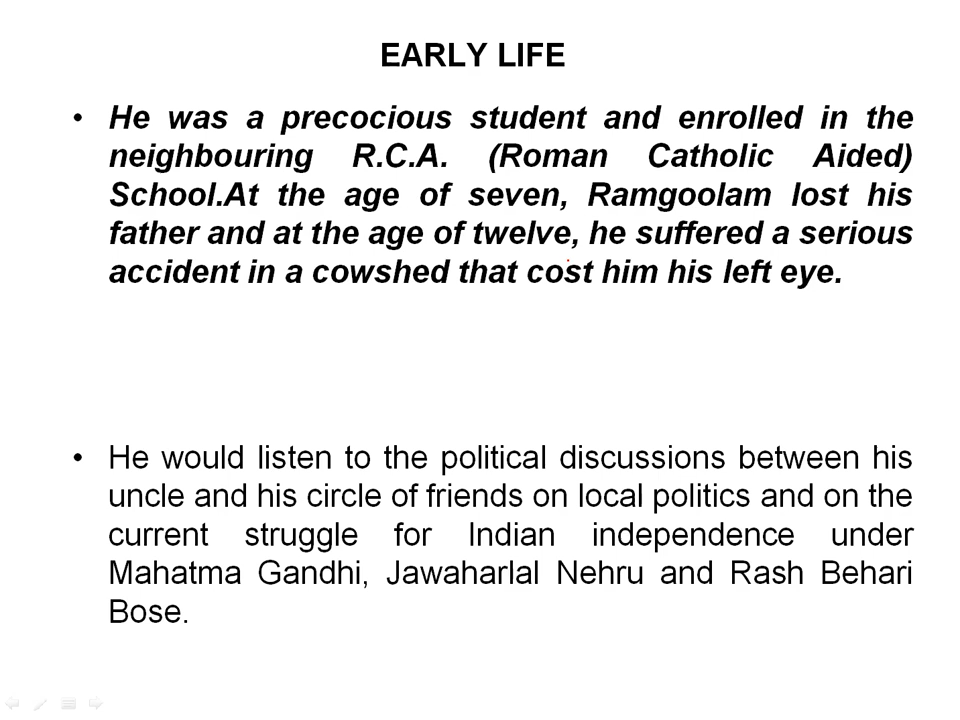 EARLY LIFE
• He was a precocious student and enrolled in the
neighbouring R.C.A. (Roman Catholic Aided)
School.At the age of seven, Ramgoolam lost his
father and at the age of twelve, he suffered a serious
accident in a cowshed that cost him his left eye.
• He would listen to the political discussions between his
uncle and his circle of friends on local politics and on the
current struggle for Indian independence under
Mahatma Gandhi, Jawaharlal Nehru and Rash Behari
Bose.